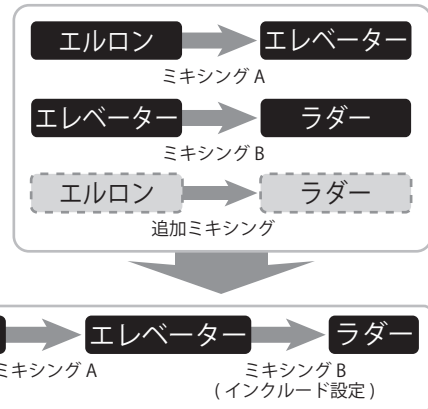 エルロン エレベーター
ミキシング A
エレベーター ラダー
ミキシング B
エルロン ラダー
追加ミキシング
エレベーター ラダー
ミキシング A ミキシング B
( インクルード設定 )